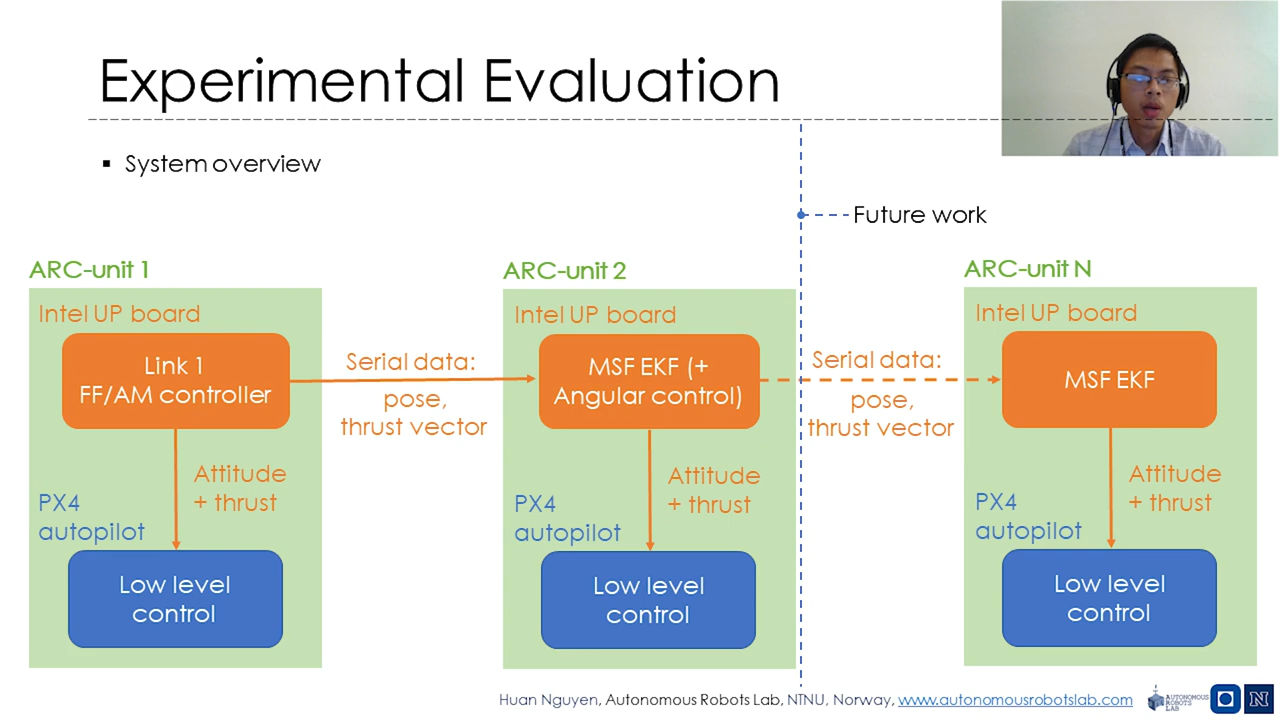 Experimental Evaluation
▪ System overview
Future work
ARC-unit 1
Intel UP board
Link 1
FF/AM controller
Attitude
+ thrust
PX4
autopilot
Low level
control
Serial data:
pose,
thrust vector
ARC-unit 2
Intel UP board
MSF EKF (+
Angular control)
Attitude
+ thrust
PX4
autopilot
Low level
control
Serial data:
pose,
thrust vector
ARC-unit N
Intel UP board
MSF EKF
Attitude
+ thrust
PX4
autopilot
Low level
control
Huan Nguyen, Autonomous Robots Lab, NTNU, Norway, www.autonomousrobotslab.com
AUTONOMOUS
ROBOTS
LAB
N